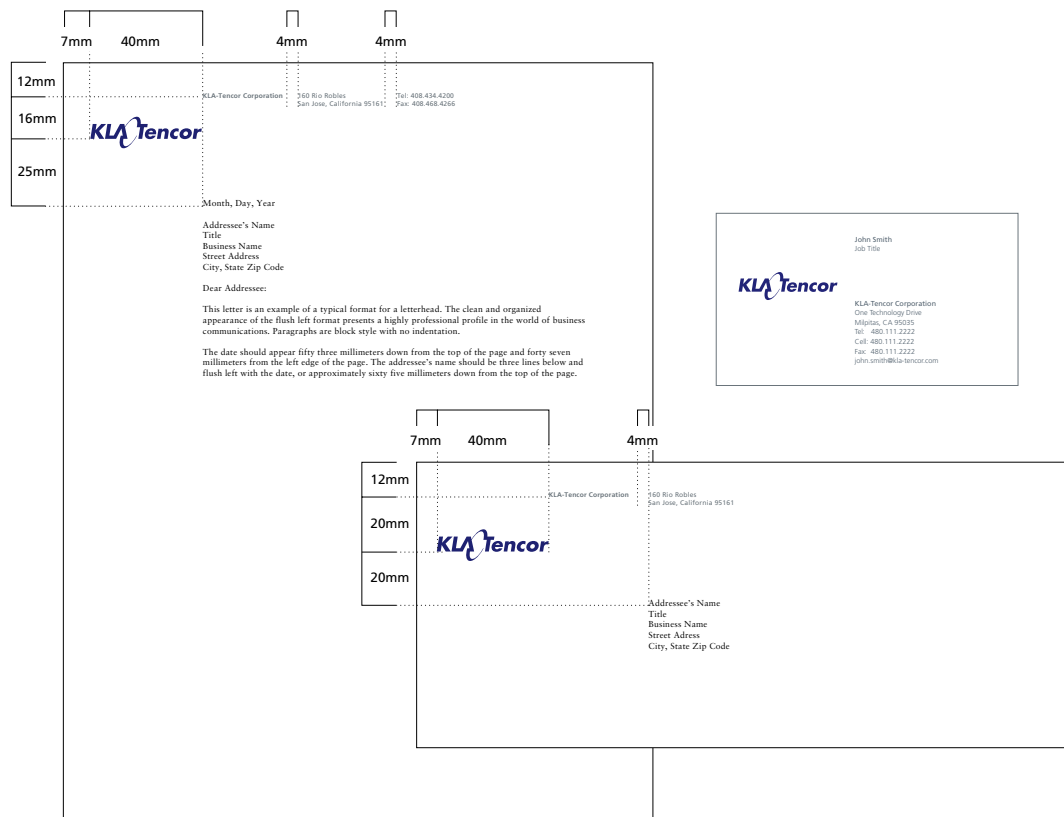 7mm 40mm 4mm 4mm
12mm
16mm
25mm
KLA-Tencor Corporation 160 Rio Robles Tel: 408.434.4200
San Jose, California 95161 Fax: 408.468.4266
KLA Tencor
Month, Day, Year
Addressee's Name
Title
Business Name
Street Address
City, State Zip Code
Dear Addressee:
This letter is an example of a typical format for a letterhead. The clean and organized
appearance of the flush left format presents a highly professional profile in the world of business
communications. Paragraphs are block style with no indentation.
The date should appear fifty three millimeters down from the top of the page and forty seven
millimeters from the left edge of the page. The addressee's name should be three lines below and
flush left with the date, or approximately sixty five millimeters down from the top of the page.
John Smith
Job Title
KLA Tencor
KLA-Tencor Corporation
One Technology Drive
Milpitas, CA 95035
Tel: 480.111.2222
Cell: 480.111.2222
Fax: 480.111.2222
john.smith@kla-tencor.com
7mm 40mm 4mm
12mm
20mm
20mm
KLA-Tencor Corporation 160 Rio Robles
San Jose, California 95161
KLA Tencor
Addressee's Name
Title
Business Name
Street Adress
City, State Zip Code